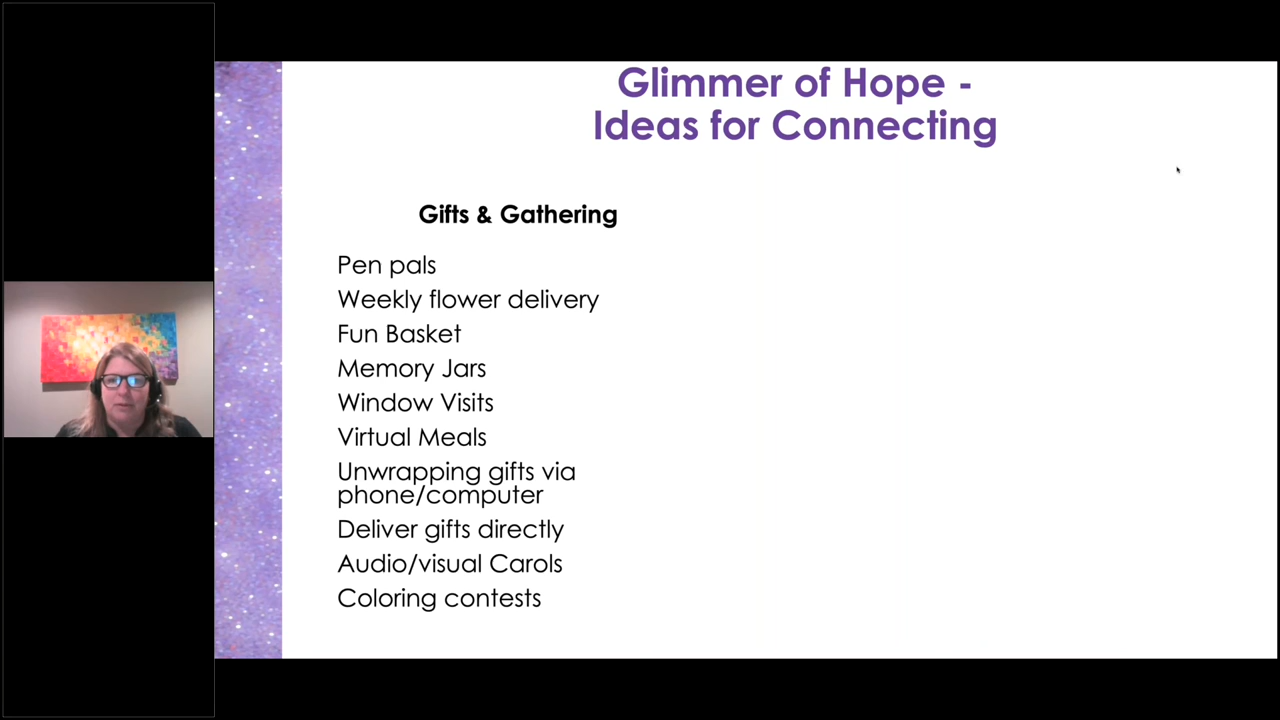 Glimmer of Hope -
Ideas for Connecting
Gifts & Gathering
Pen pals
Weekly flower delivery
Fun Basket
Memory Jars
Window Visits
Virtual Meals
Unwrapping gifts via
phone/computer
Deliver gifts directly
Audio/visual Carols
Coloring contests